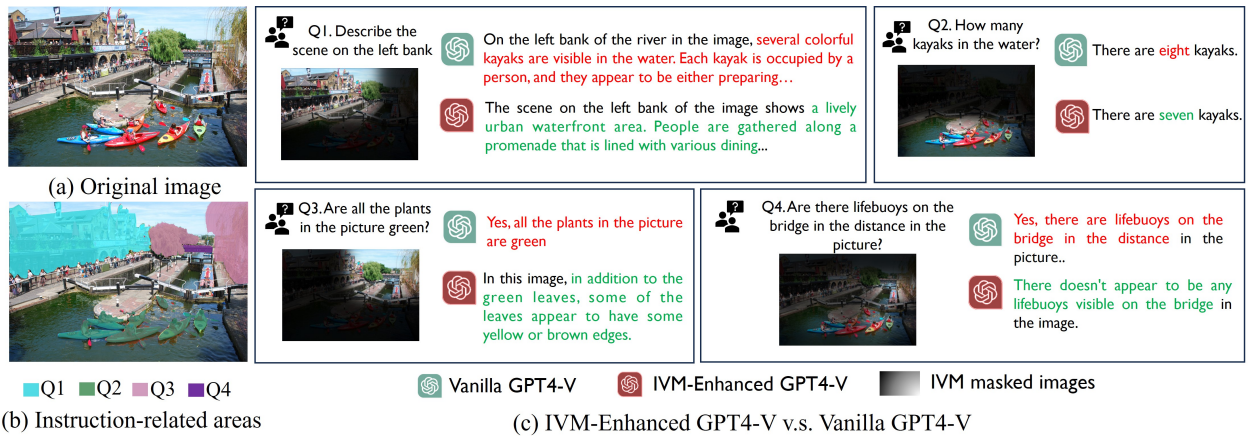 Q1. Describe the
scene on the left bank
On the left bank of the river in the image, several colorful
kayaks are visible in the water. Each kayak is occupied by a
person, and they appear to be either preparing…
The scene on the left bank of the image shows a lively
urban waterfront area. People are gathered along a
promenade that is lined with various dining...
Q2. How many
kayaks in the water?
There are eight kayaks.
There are seven kayaks.
(a) Original image
Q3. Are all the plants
in the picture green?
Yes, all the plants in the picture
are green
In this image, in addition to the
green leaves, some of the
leaves appear to have some
yellow or brown edges.
Q4. Are there lifebuoys on the
bridge in the distance in the
picture?
Yes, there are lifebuoys on the
bridge in the distance in the
picture..
There doesn't appear to be any
lifebuoys visible on the bridge in
the image.
Q1 Q2 Q3 Q4
(b) Instruction-related areas
Vanilla GPT4-V IVM-Enhanced GPT4-V IVM masked images
(c) IVM-Enhanced GPT4-V v.s. Vanilla GPT4-V